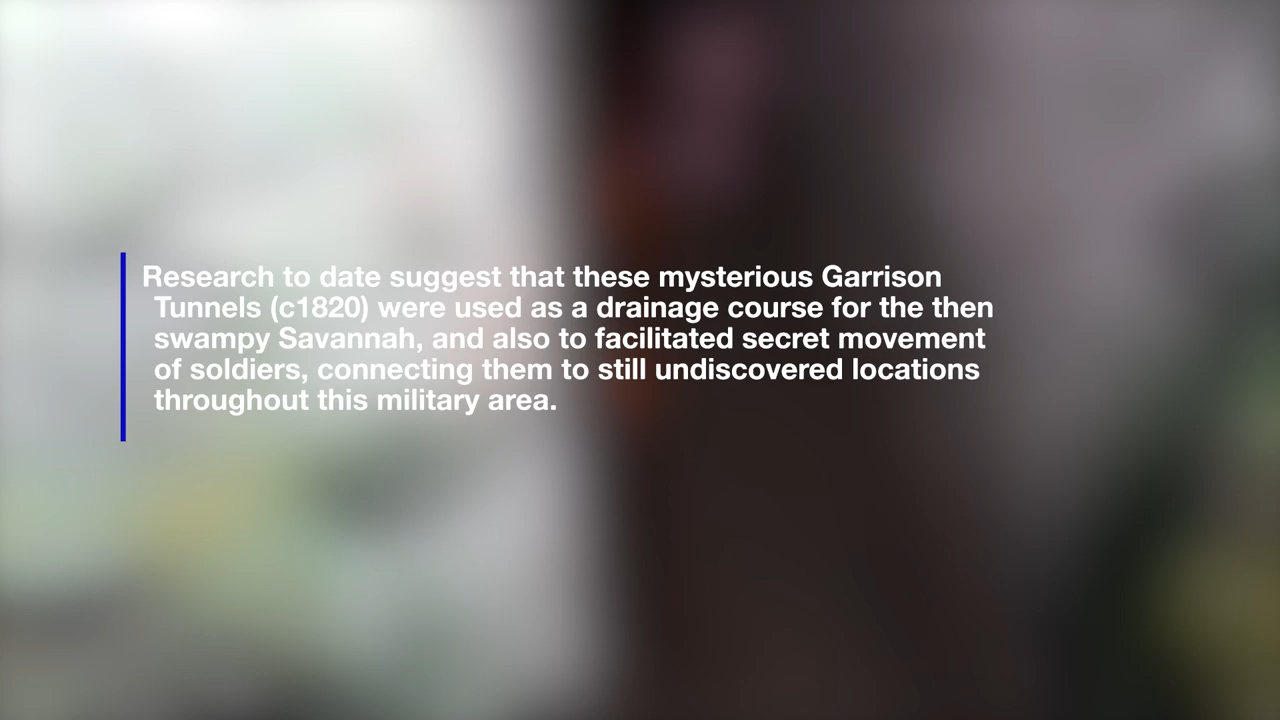 Research to date suggest that these mysterious Garrison
Tunnels (c1820) were used as a drainage course for the then
swampy Savannah, and also to facilitated secret movement
of soldiers, connecting them to still undiscovered locations
throughout this military area.